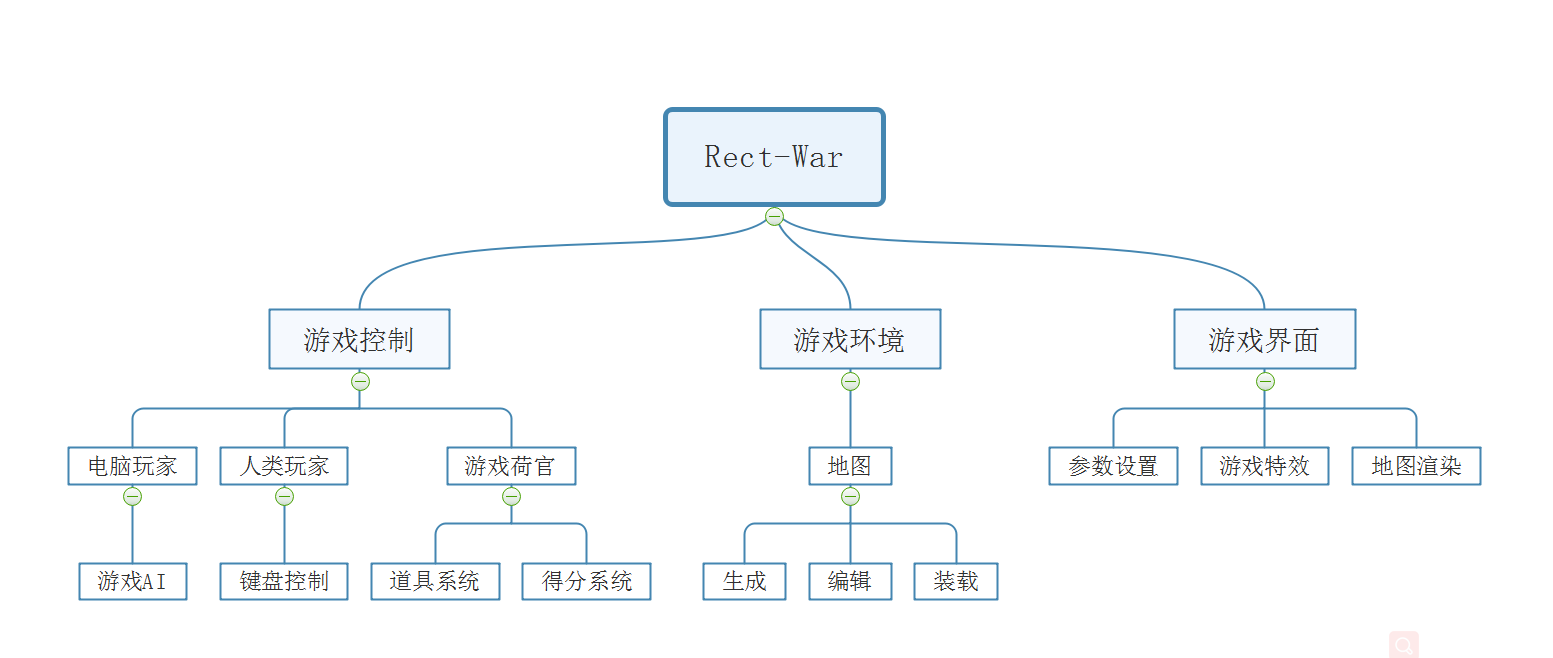 Rect-War
游戏控制
游戏环境
游戏界面
电脑玩家
人类玩家
游戏荷官
地图
参数设置
游戏特效
地图渲染
游戏AI
键盘控制
道具系统
得分系统
生成
编辑
装载